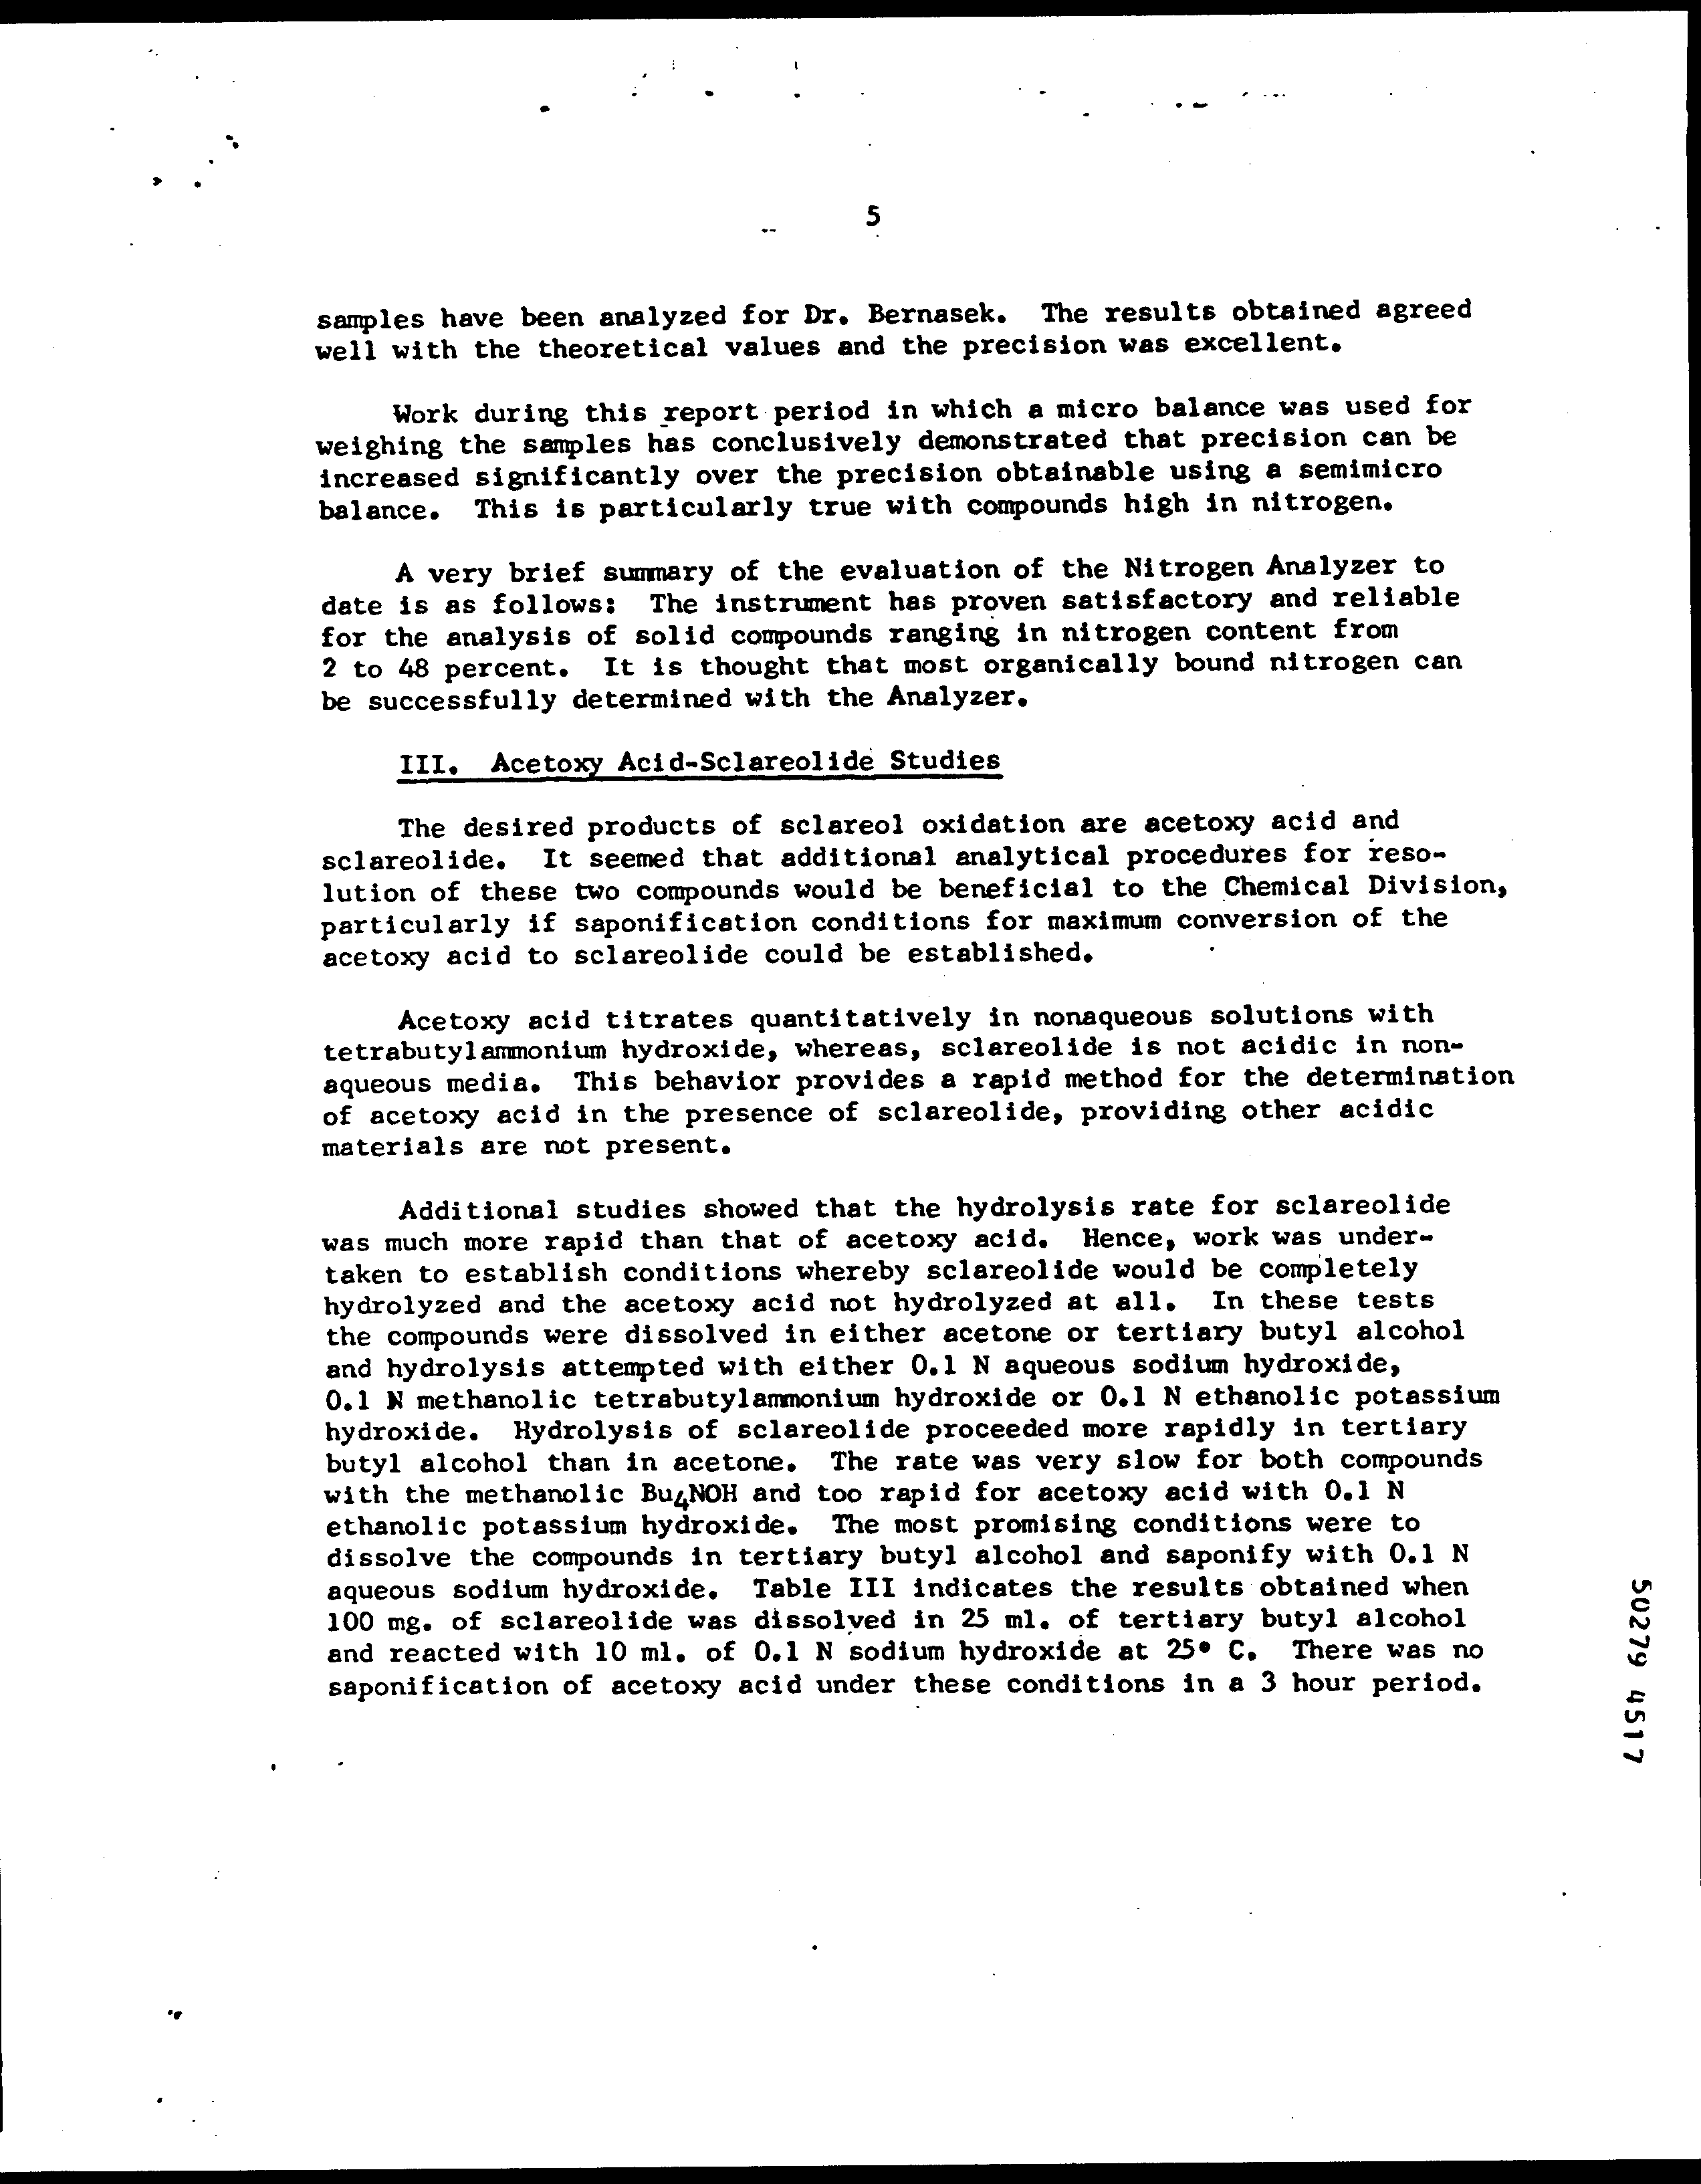 5
samples have been analyzed for Dr. Bernasek. The results obtained agreed
well with the theoretical values and the precision was excellent.
Work during this report period in which a micro balance was used for
weighing the samples has conclusively demonstrated that precision can be
increased significantly over the precision obtainable using a semimicro
balance. This is particularly true with compounds high in nitrogen.
A very brief summary of the evaluation of the Nitrogen Analyzer to
date is as follows: The instrument has proven satisfactory and reliable
for the analysis of solid compounds ranging in nitrogen content from
2 to 48 percent. It is thought that most organically bound nitrogen can
be successfully determined with the Analyzer.
III. Acetoxy Acid-Sclareolide Studies
The desired products of sclareol oxidation are acetoxy acid and
sclareolide. It seemed that additional analytical procedures for reso-
lution of these two compounds would be beneficial to the Chemical Division,
particularly if saponification conditions for maximum conversion of the
acetoxy acid to sclareolide could be established.
Acetoxy acid titrates quantitatively in nonaqueous solutions with
tetrabutylammonium hydroxide, whereas, sclareolide is not acidic in non-
aqueous media. This behavior provides a rapid method for the determination
of acetoxy acid in the presence of sclareolide, providing other acidic
materials are not present.
Additional studies showed that the hydrolysis rate for sclareolide
was much more rapid than that of acetoxy acid. Hence, work was under-
taken to establish conditions whereby sclareolide would be completely
hydrolyzed and the acetoxy acid not hydrolyzed at all. In these tests
the compounds were dissolved in either acetone or tertiary butyl alcohol
and hydrolysis attempted with either 0.1 N aqueous sodium hydroxide,
0.1 N methanolic tetrabutylammonium hydroxide or 0.1 N ethanolic potassium
hydroxide. Hydrolysis of sclareolide proceeded more rapidly in tertiary
butyl alcohol than in acetone. The rate was very slow for both compounds
with the methanolic Bu4NOH and too rapid for acetoxy acid with 0.1 N
ethanolic potassium hydroxide. The most promising conditions were to
dissolve the compounds in tertiary butyl alcohol and saponify with 0.1 N
aqueous sodium hydroxide. Table III indicates the results obtained when
100 mg. of sclareolide was dissolved in 25 ml. of tertiary butyl alcohol
and reacted with 10 ml. of 0.1 N sodium hydroxide at 25° C. There was no
saponification of acetoxy acid under these conditions in a 3 hour period.
50279 4517